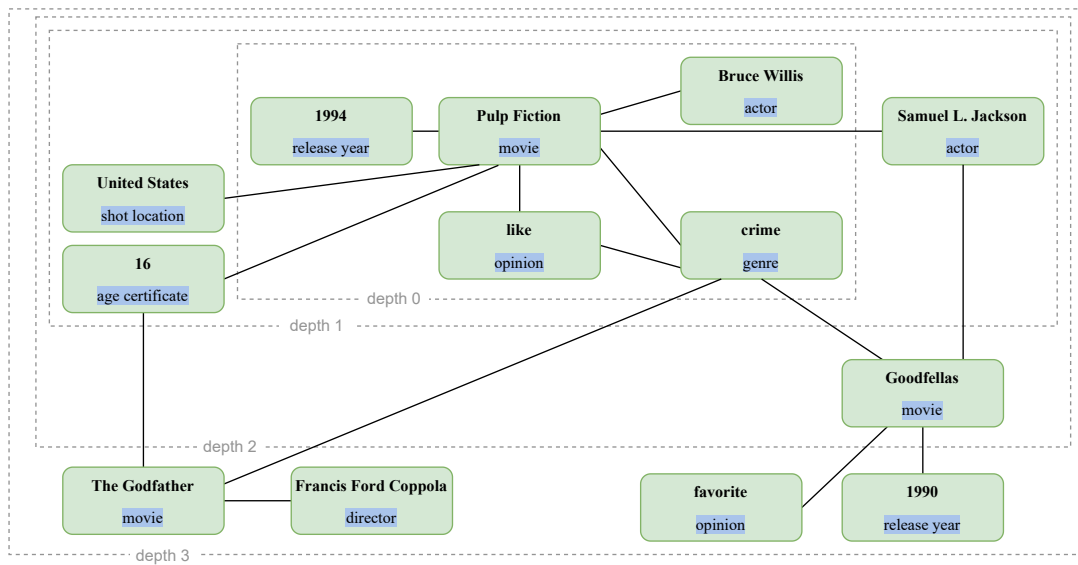 Bruce Willis
actor
1994
release year
Pulp Fiction
movie
Samuel L. Jackson
actor
United States
shot location
like
opinion
crime
genre
16
age certificate
depth 0
depth 1
Goodfellas
movie
depth 2
The Godfather
movie
Francis Ford Coppola
director
favorite
opinion
1990
release year
depth 3